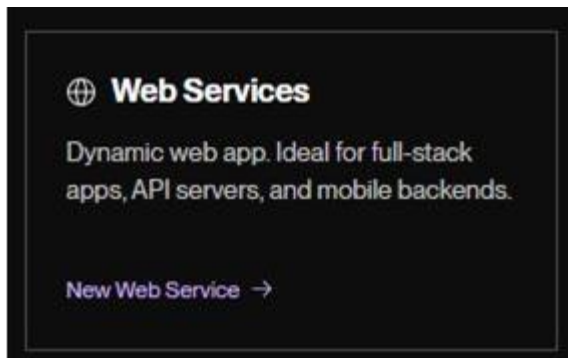 Web Services
Dynamic web app. Ideal for full-stack
apps, API servers, and mobile backends.
New Web Service →